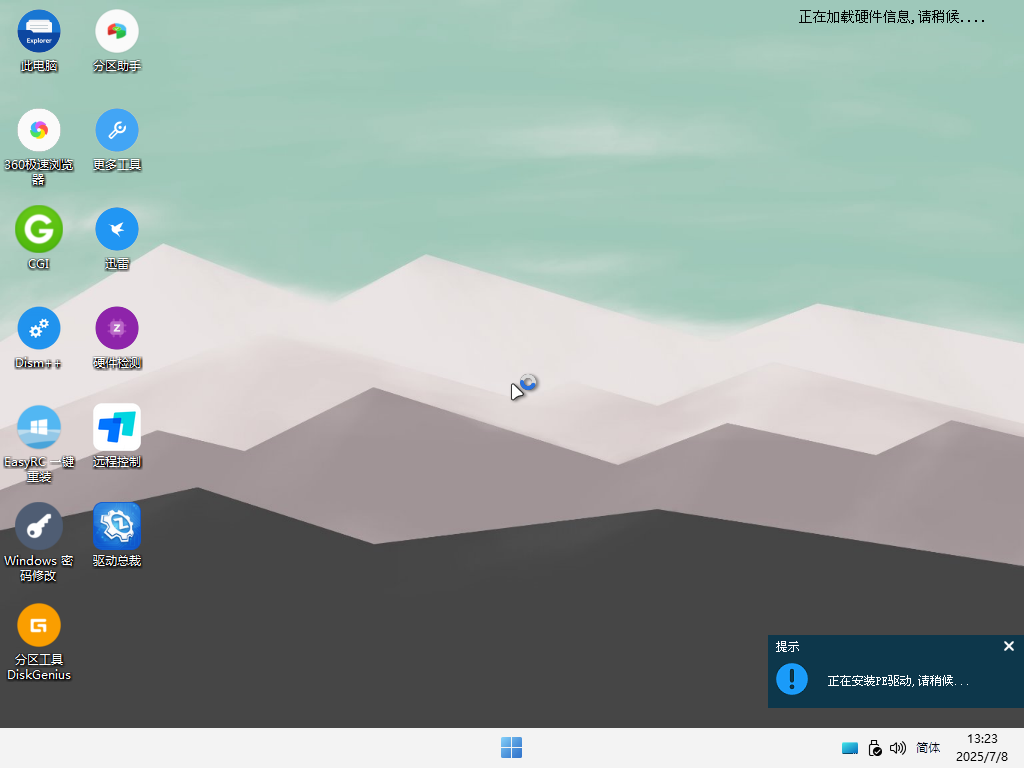 正在加载硬件信息,请稍候....
Explorer
此电脑
分区助手
360极速浏览
器
更多工具
CGI
迅雷
Dism++
硬件检测
EasyRC 一键
重装
远程控制
Windows 密
码修改
驱动总裁
分区工具
DiskGenius
提示
正在安装PE驱动,请稍候...
简体
13:23
2025/7/8